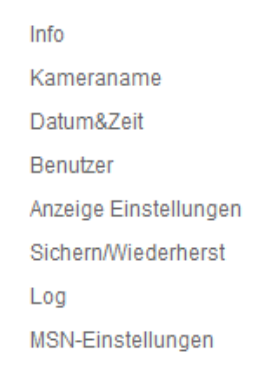 Info
Kameraname
Datum&Zeit
Benutzer
Anzeige Einstellungen
Sichern/Wiederherst
Log
MSN-Einstellungen